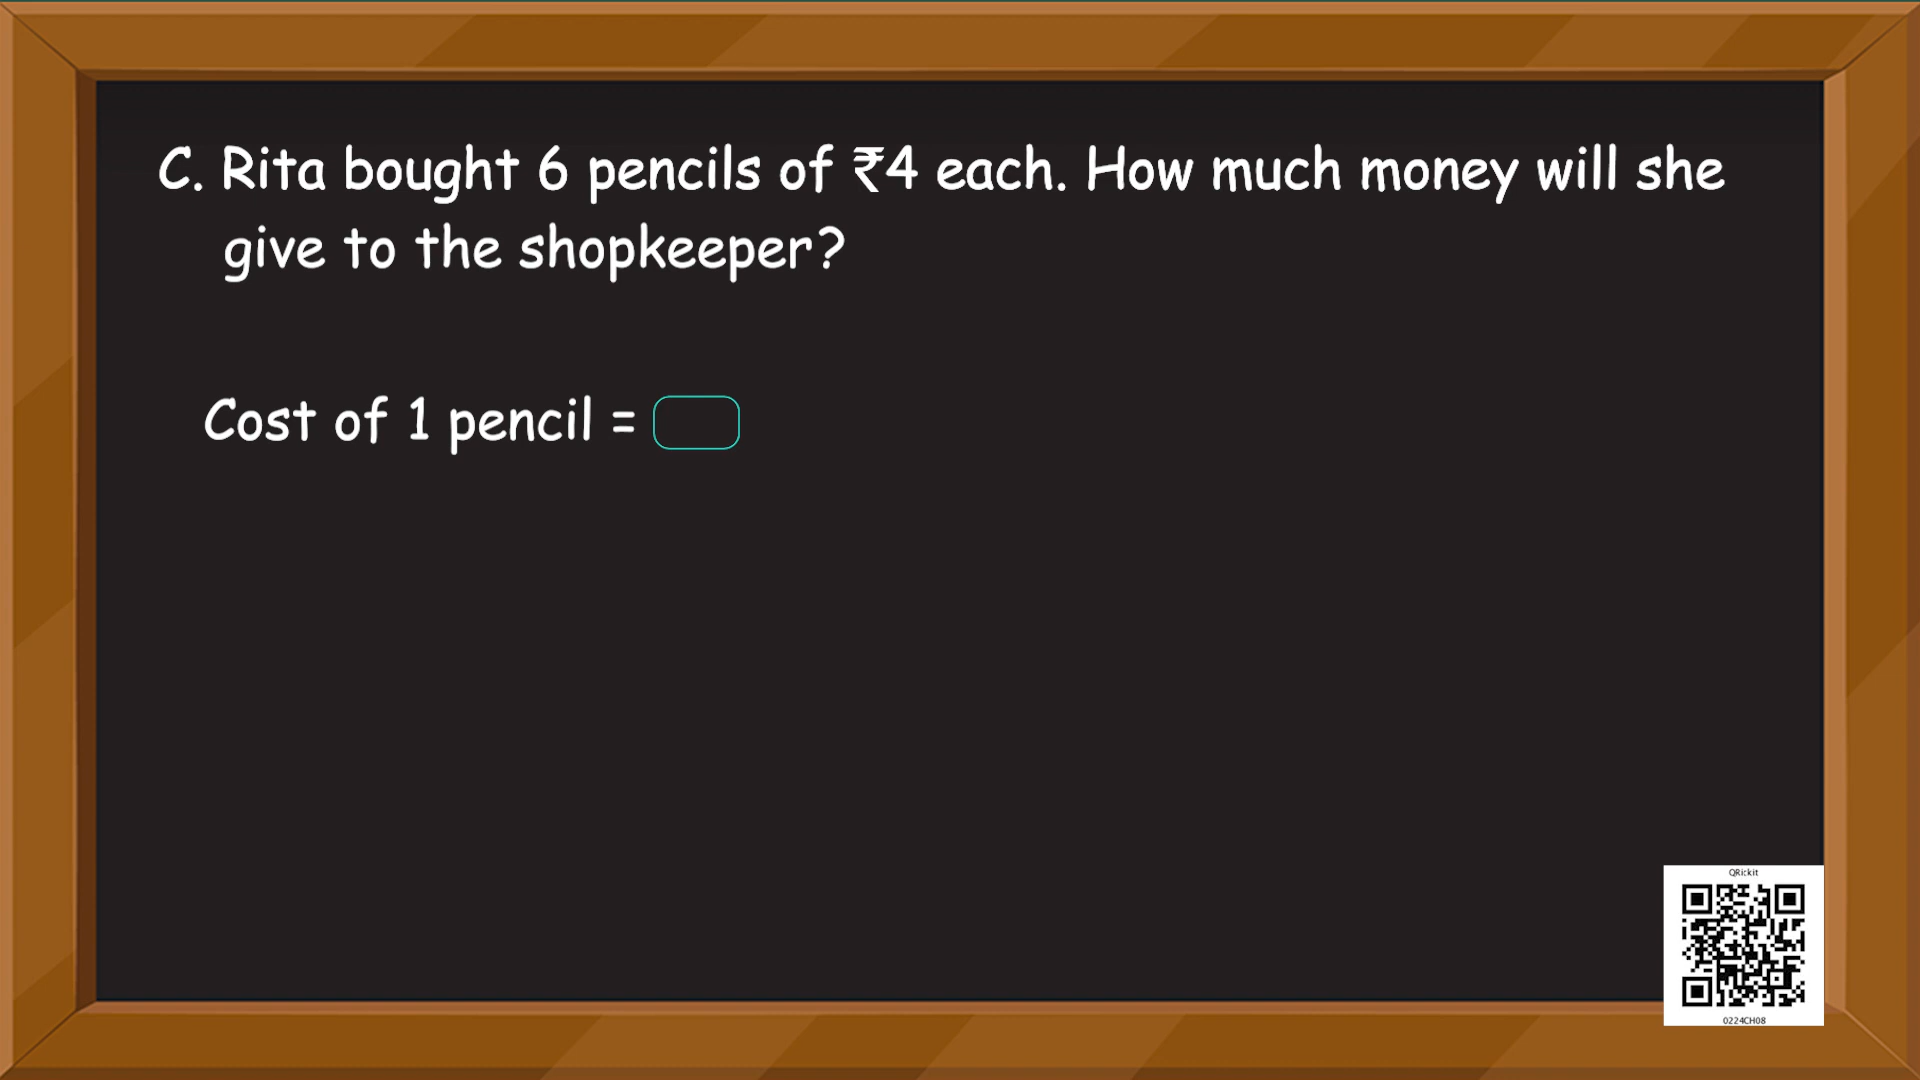 C. Rita bought 6 pencils of ₹4 each. How much money will she
give to the shopkeeper?
Cost of 1 pencil =
QRickit
0224CH08